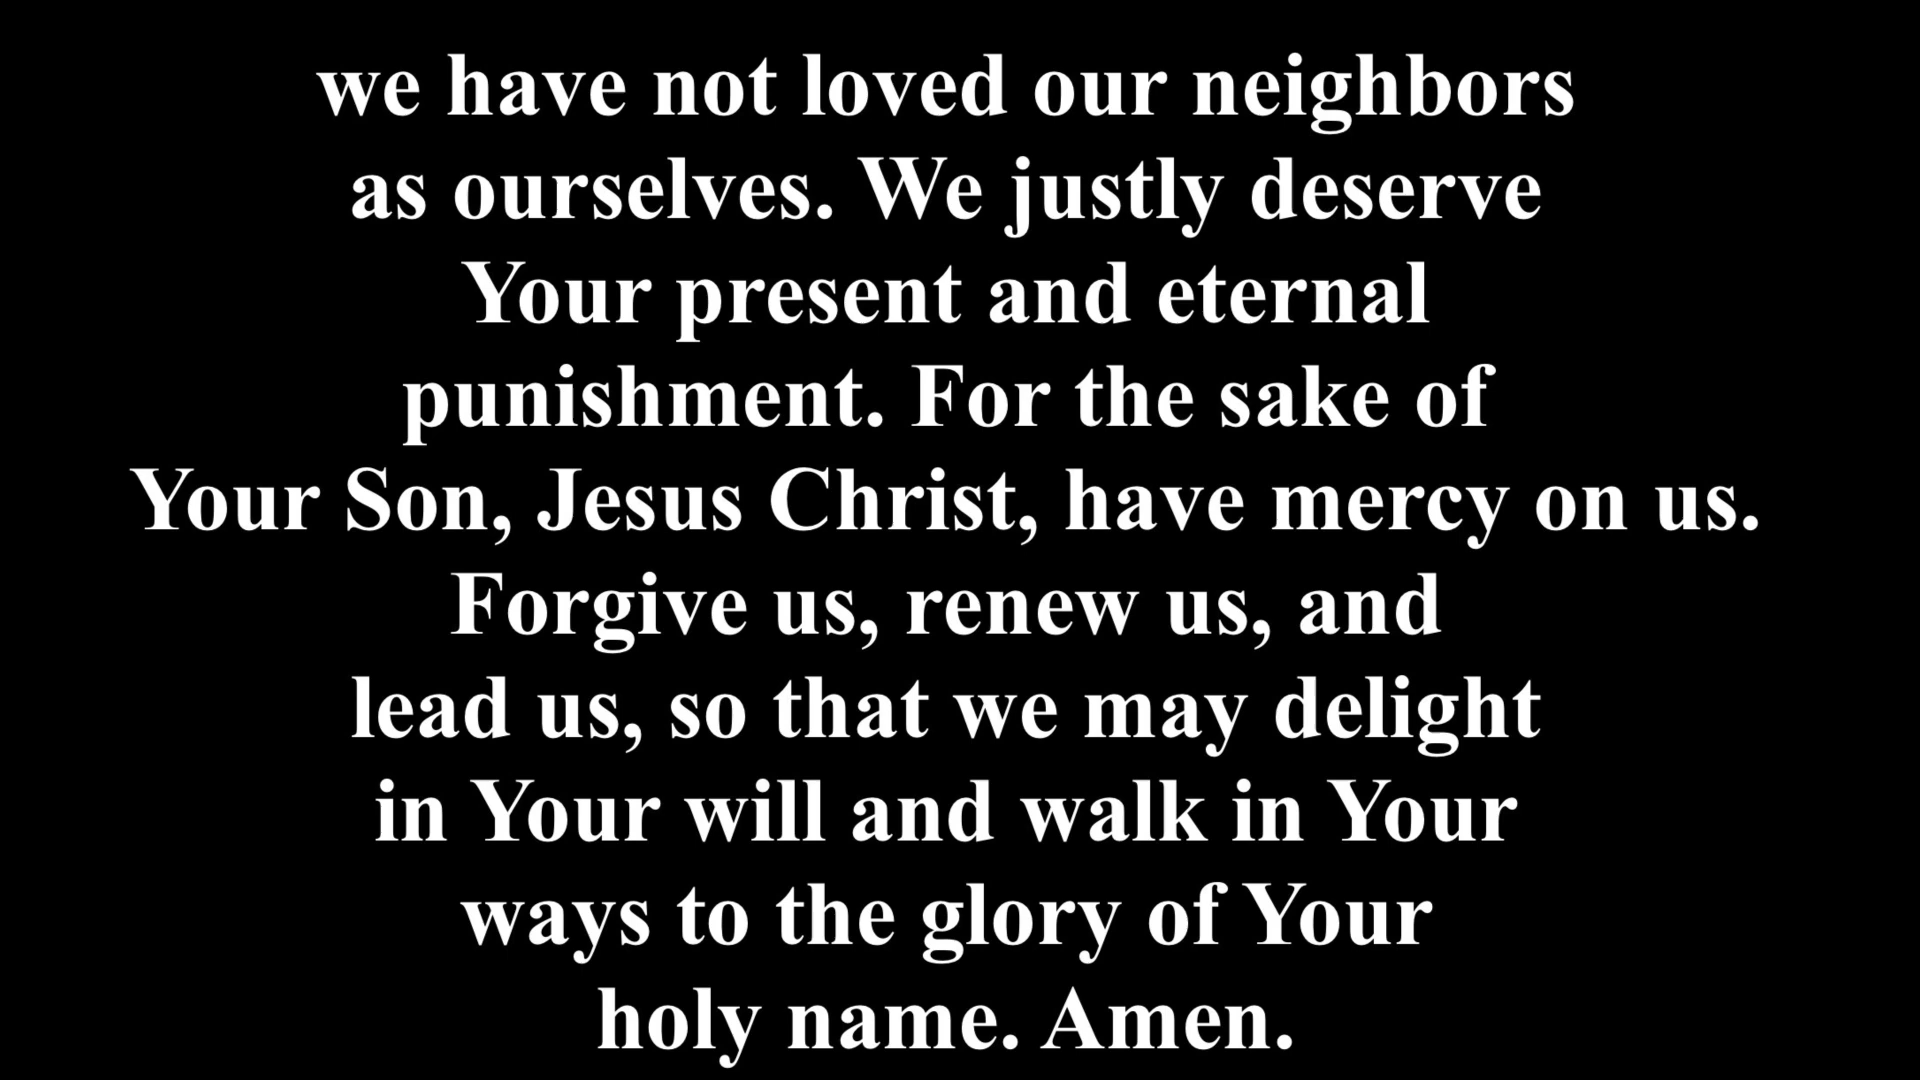 we have not loved our neighbors
as ourselves. We justly deserve
Your present and eternal
punishment. For the sake of
Your Son, Jesus Christ, have mercy on us.
Forgive us, renew us, and
lead us, so that we may delight
in Your will and walk in Your
ways to the glory of Your
holy name. Amen.